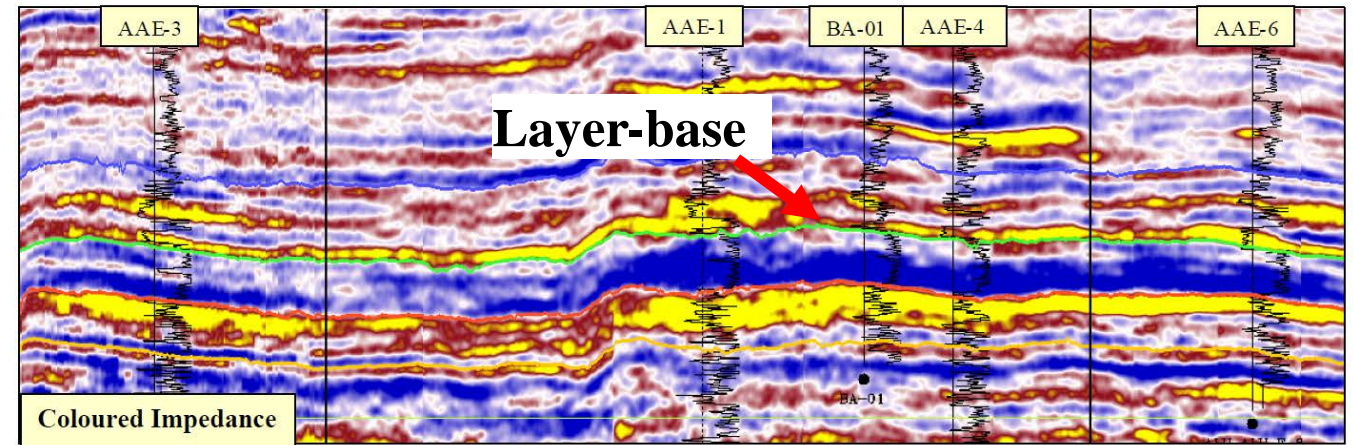 AAE-3
AAE-1
BA-01
AAE-4
AAE-6
Layer-base
BA-01
Coloured Impedance